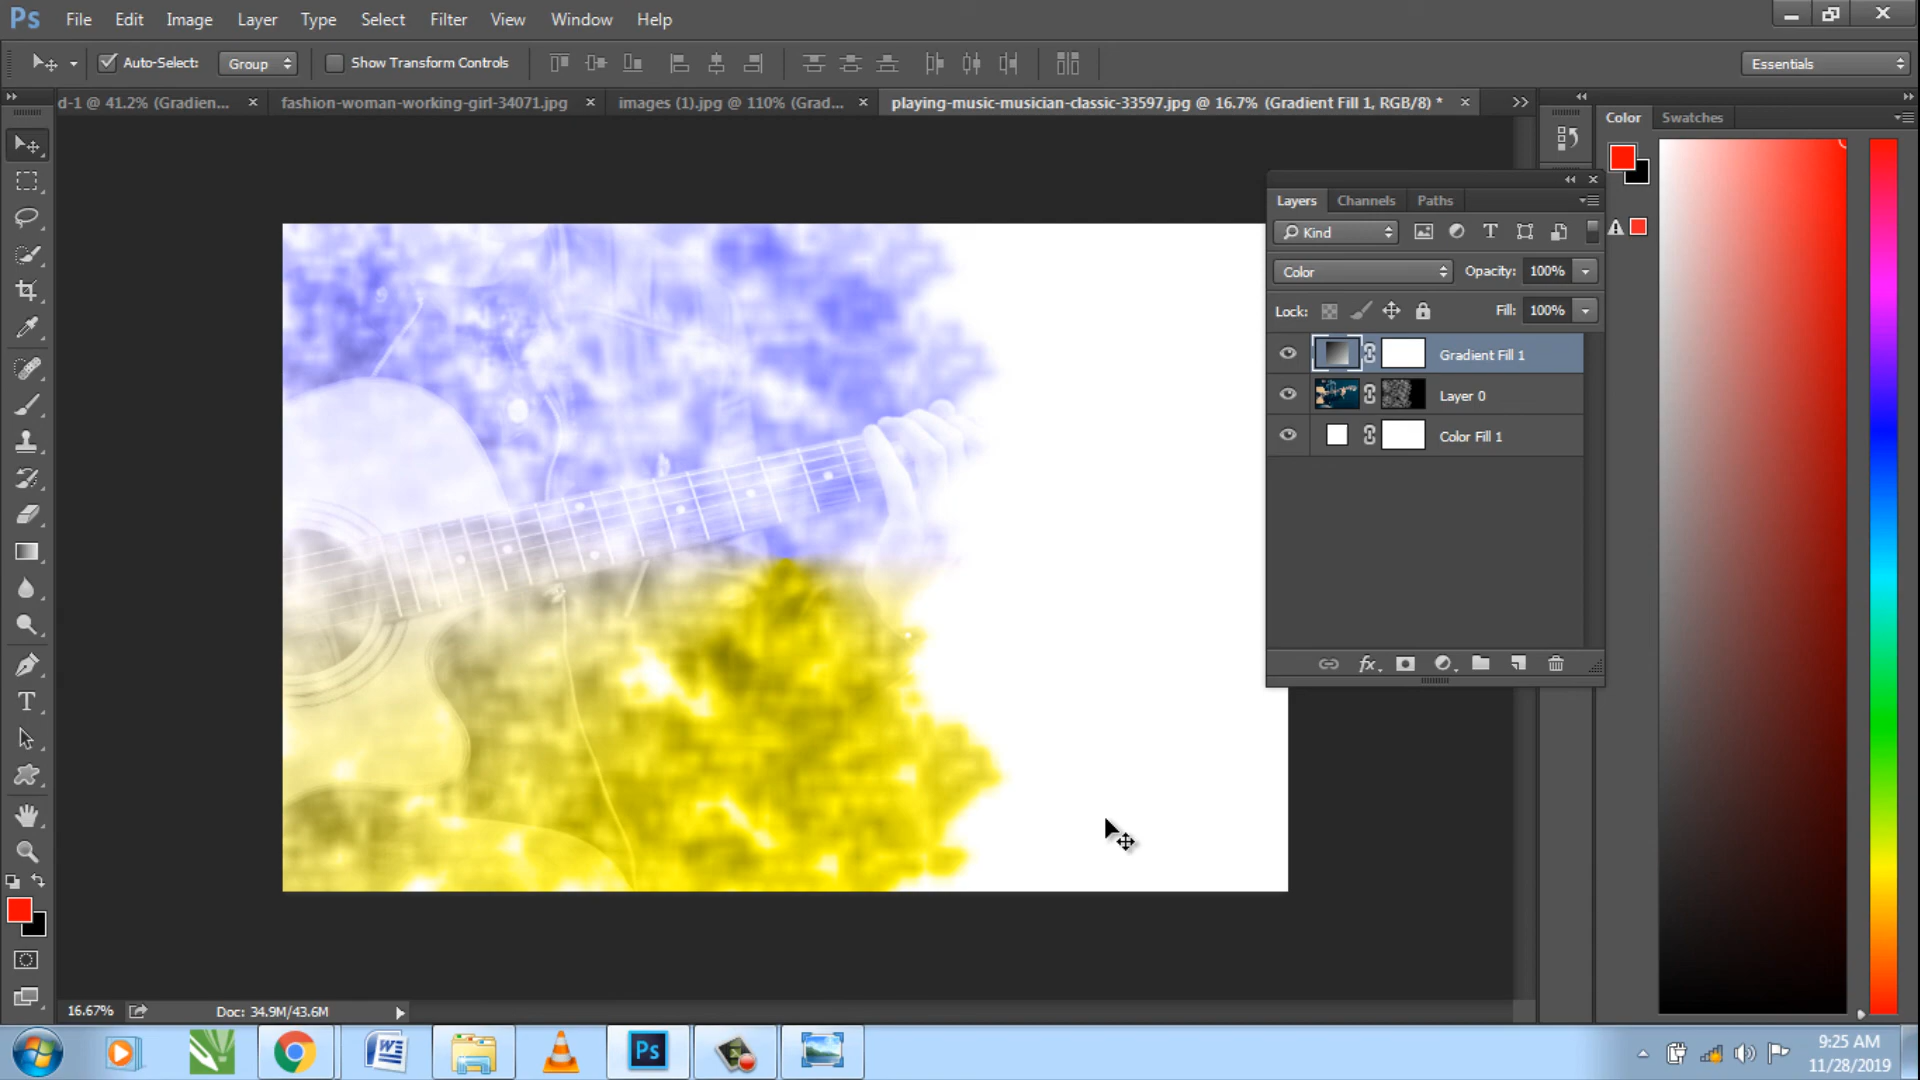 Ps File Edit Image Layer Type Select Filter View Window Help
Auto-Select: Group Show Transform Controls Essentials
d-1 @ 41.2% (Gradien... fashion-woman-working-girl-34071.jpg images (1).jpg @ 110% (Grad... playing-music-musician-classic-33597.jpg @ 16.7% (Gradient Fill 1, RGB/8) *
Color Swatches
Layers Channels Paths
Kind
Color Opacity: 100%
Lock: Fill: 100%
Gradient Fill 1
Layer 0
Color Fill 1
fx
16.67% Doc: 34.9M/43.6M
Ps
9:25 AM
11/28/2019